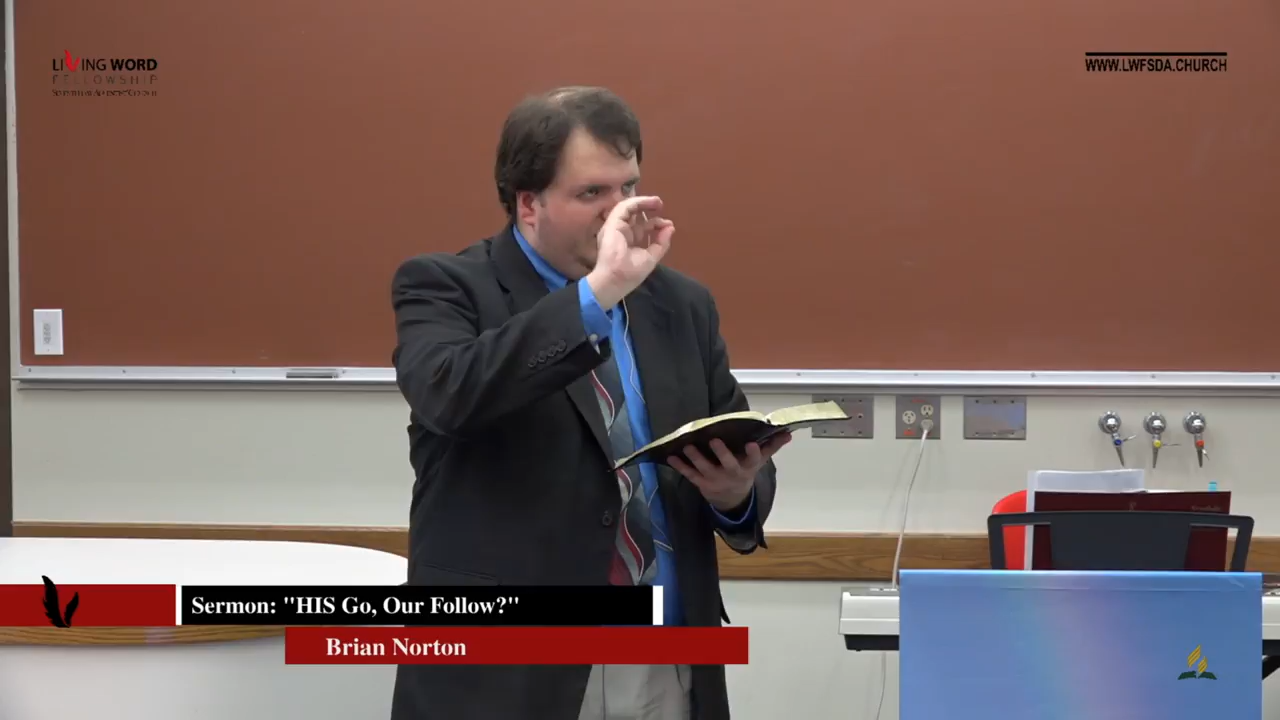 LIVING WORD
FELLOWSHIP
WWW.LWFSDA.CHURCH
Sermon: "HIS Go, Our Follow?"
Brian Norton